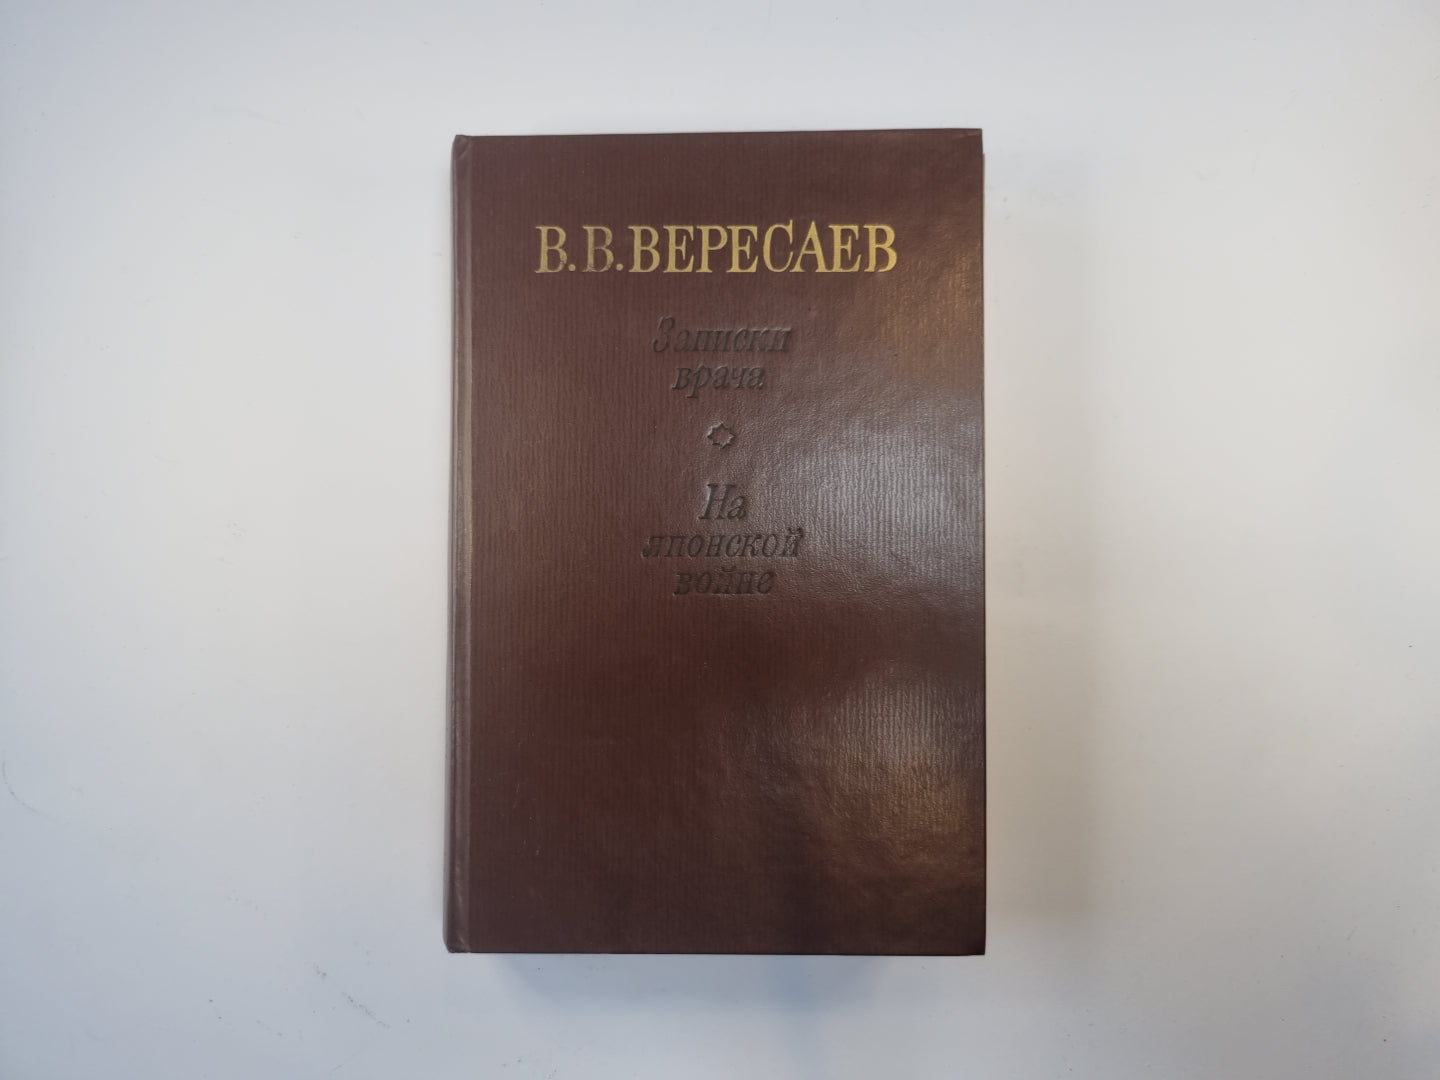 В.В.ВЕРЕСАЕВ
Записки
врача
На
японской
войне